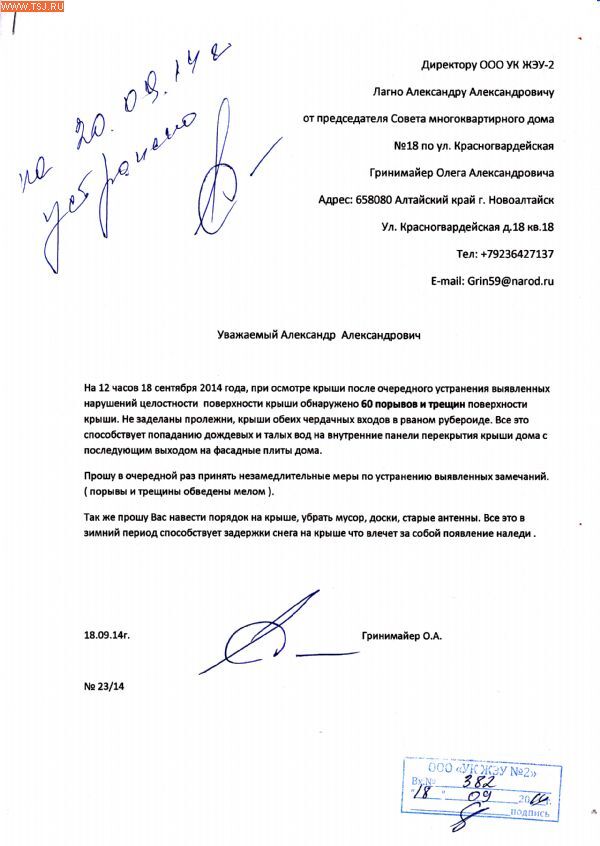 WWW.TSJ.RU
на 20.09.14г
устранено
Директору ООО УК ЖЭУ-2
Лагно Александру Александровичу
от председателя Совета многоквартирного дома
№18 по ул. Красногвардейская
Гринимайер Олега Александровича
Адрес: 658080 Алтайский край г. Новоалтайск
Ул. Красногвардейская д.18 кв.18
Тел: +79236427137
E-mail: Grin59@narod.ru
Уважаемый Александр Александрович
На 12 часов 18 сентября 2014 года, при осмотре крыши после очередного устранения выявленных
нарушений целостности поверхности крыши обнаружено 60 порывов и трещин поверхности
крыши. Не заделаны пролежни, крыши обеих чердачных входов в рваном рубероиде. Все это
способствует попаданию дождевых и талых вод на внутренние панели перекрытия крыши дома с
последующим выходом на фасадные плиты дома.
Прошу в очередной раз принять незамедлительные меры по устранению выявленных замечаний.
( порывы и трещины обведены мелом ).
Так же прошу Вас навести порядок на крыше, убрать мусор, доски, старые антенны. Все это в
зимний период способствует задержки снега на крыше что влечет за собой появление наледи .
18.09.14г.
Гринимайер О.А.
№ 23/14
ООО «УК ЖЭУ №2»
Вх.№ 382
"18" 09 2014г.
подпись